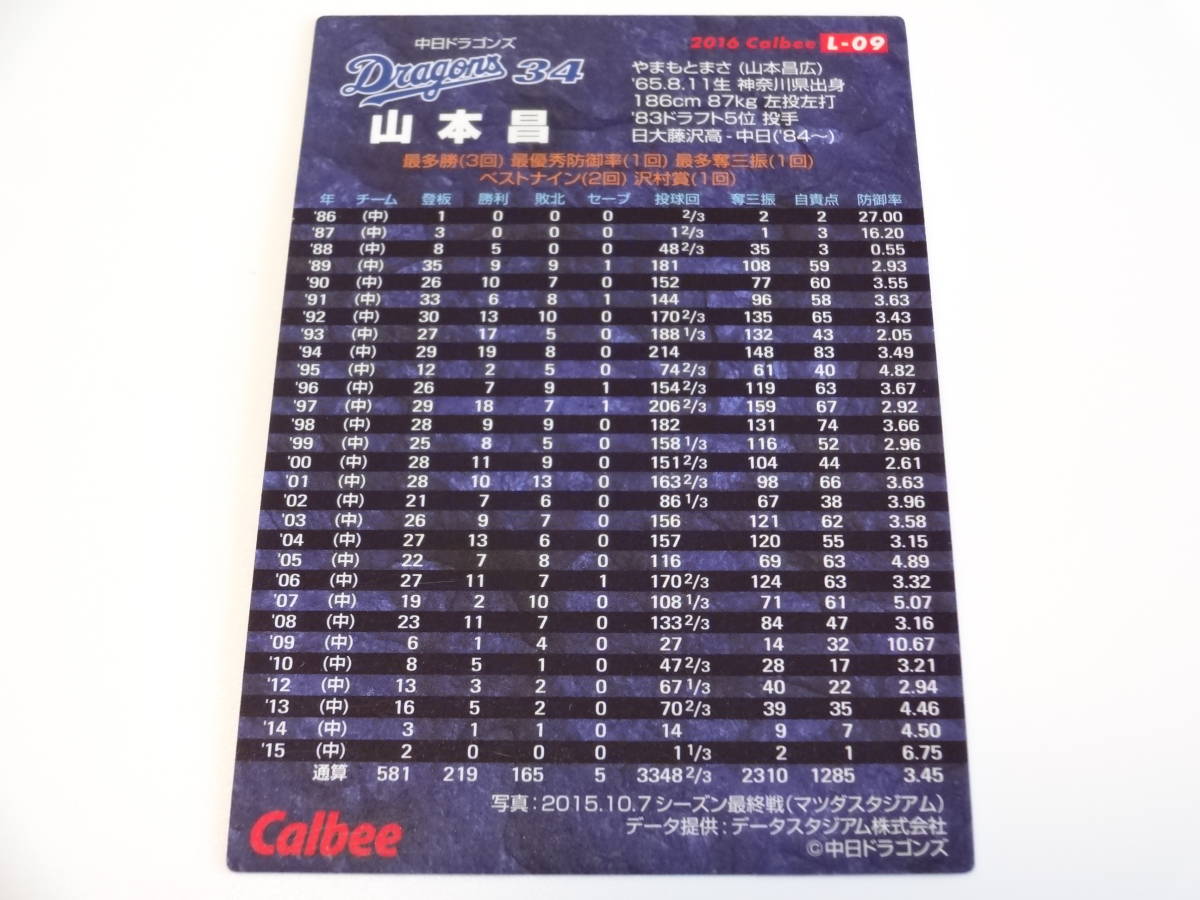 2016 Calbee L-09
中日ドラゴンズ
Dragons 34
山本昌
やまもとまさ (山本昌広)
'65.8.11生 神奈川県出身
186cm 87kg 左投左打
'83ドラフト5位 投手
日大藤沢高-中日('84〜)
最多勝(3回) 最優秀防御率(1回) 最多奪三振(1回)
ベストナイン(2回) 沢村賞(1回)
年 チーム 登板 勝利 敗北 セーブ 投球回 奪三振 自責点 防御率
'86 (中) 1 0 0 0 2/3 2 2 27.00
'87 (中) 3 0 0 0 1 2/3 1 3 16.20
'88 (中) 8 5 0 0 48 2/3 35 3 0.55
'89 (中) 35 9 9 1 181 108 59 2.93
'90 (中) 26 10 7 0 152 77 60 3.55
'91 (中) 33 6 8 1 144 96 58 3.63
'92 (中) 30 13 10 0 170 2/3 135 65 3.43
'93 (中) 27 17 5 0 188 1/3 132 43 2.05
'94 (中) 29 19 8 0 214 148 83 3.49
'95 (中) 12 2 5 0 74 2/3 61 40 4.82
'96 (中) 26 7 9 1 154 2/3 119 63 3.67
'97 (中) 29 18 7 1 206 2/3 159 67 2.92
'98 (中) 28 9 9 0 182 131 74 3.66
'99 (中) 25 8 5 0 158 1/3 116 52 2.96
'00 (中) 28 11 9 0 151 2/3 104 44 2.61
'01 (中) 28 10 13 0 163 2/3 98 66 3.63
'02 (中) 21 7 6 0 86 1/3 67 38 3.96
'03 (中) 26 9 7 0 156 121 62 3.58
'04 (中) 27 13 6 0 157 120 55 3.15
'05 (中) 22 7 8 0 116 69 63 4.89
'06 (中) 27 11 7 1 170 2/3 124 63 3.32
'07 (中) 19 2 10 0 108 1/3 71 61 5.07
'08 (中) 23 11 7 0 133 2/3 84 47 3.16
'09 (中) 6 1 4 0 27 14 32 10.67
'10 (中) 8 5 1 0 47 2/3 28 17 3.21
'12 (中) 13 3 2 0 67 1/3 40 22 2.94
'13 (中) 16 5 2 0 70 2/3 39 35 4.46
'14 (中) 3 1 1 0 14 9 7 4.50
'15 (中) 2 0 0 0 1 1/3 2 1 6.75
通算 581 219 165 5 3348 2/3 2310 1285 3.45
写真:2015.10.7シーズン最終戦(マツダスタジアム)
データ提供:データスタジアム株式会社
©中日ドラゴンズ
Calbee